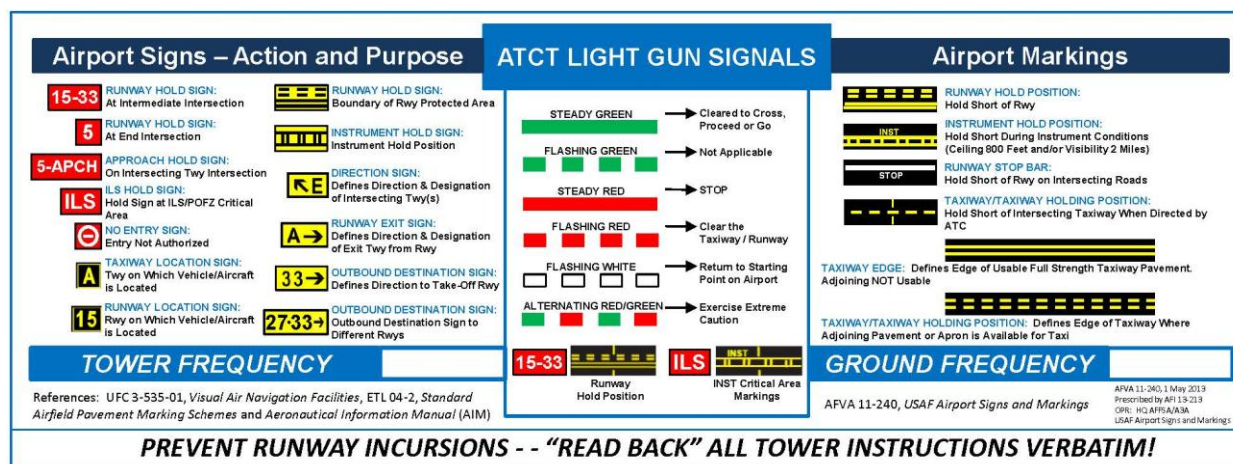 Airport Signs – Action and Purpose
15-33
RUNWAY HOLD SIGN:
At Intermediate Intersection
5
RUNWAY HOLD SIGN:
At End Intersection
5-APCH
APPROACH HOLD SIGN:
On Intersecting Twy Intersection
ILS
ILS HOLD SIGN:
Hold Sign at ILS/POFZ Critical
Area
NO ENTRY SIGN:
Entry Not Authorized
A
TAXIWAY LOCATION SIGN:
Twy on Which Vehicle/Aircraft
is Located
15
RUNWAY LOCATION SIGN:
Rwy on Which Vehicle/Aircraft
is Located
RUNWAY HOLD SIGN:
Boundary of Rwy Protected Area
INSTRUMENT HOLD SIGN:
Instrument Hold Position
E
DIRECTION SIGN:
Defines Direction & Designation
of Intersecting Twy(s)
A
RUNWAY EXIT SIGN:
Defines Direction & Designation
of Exit Twy from Rwy
33
OUTBOUND DESTINATION SIGN:
Defines Direction to Take-Off Rwy
27·33
OUTBOUND DESTINATION SIGN:
Outbound Destination Sign to
Different Rwys
TOWER FREQUENCY
References: UFC 3-535-01, Visual Air Navigation Facilities, ETL 04-2, Standard
Airfield Pavement Marking Schemes and Aeronautical Information Manual (AIM)
ATCT LIGHT GUN SIGNALS
STEADY GREEN
Cleared to Cross,
Proceed or Go
FLASHING GREEN
Not Applicable
STEADY RED
STOP
FLASHING RED
Clear the
Taxiway / Runway
FLASHING WHITE
Return to Starting
Point on Airport
ALTERNATING RED/GREEN
Exercise Extreme
Caution
15-33
Runway
Hold Position
ILS
INST
INST Critical Area
Markings
Airport Markings
RUNWAY HOLD POSITION:
Hold Short of Rwy
INST
INSTRUMENT HOLD POSITION:
Hold Short During Instrument Conditions
(Ceiling 800 Feet and/or Visibility 2 Miles)
STOP
RUNWAY STOP BAR:
Hold Short of Rwy on Intersecting Roads
TAXIWAY/TAXIWAY HOLDING POSITION:
Hold Short of Intersecting Taxiway When Directed by
ATC
TAXIWAY EDGE: Defines Edge of Usable Full Strength Taxiway Pavement.
Adjoining NOT Usable
TAXIWAY/TAXIWAY HOLDING POSITION: Defines Edge of Taxiway Where
Adjoining Pavement or Apron is Available for Taxi
GROUND FREQUENCY
AFVA 11-240, USAF Airport Signs and Markings
AFVA 11-240, 1 May 2013
Prescribed by AFI 13-213
OPR: HQ AFFSA/A3A
USAF Airport Signs and Markings
PREVENT RUNWAY INCURSIONS - - “READ BACK” ALL TOWER INSTRUCTIONS VERBATIM!